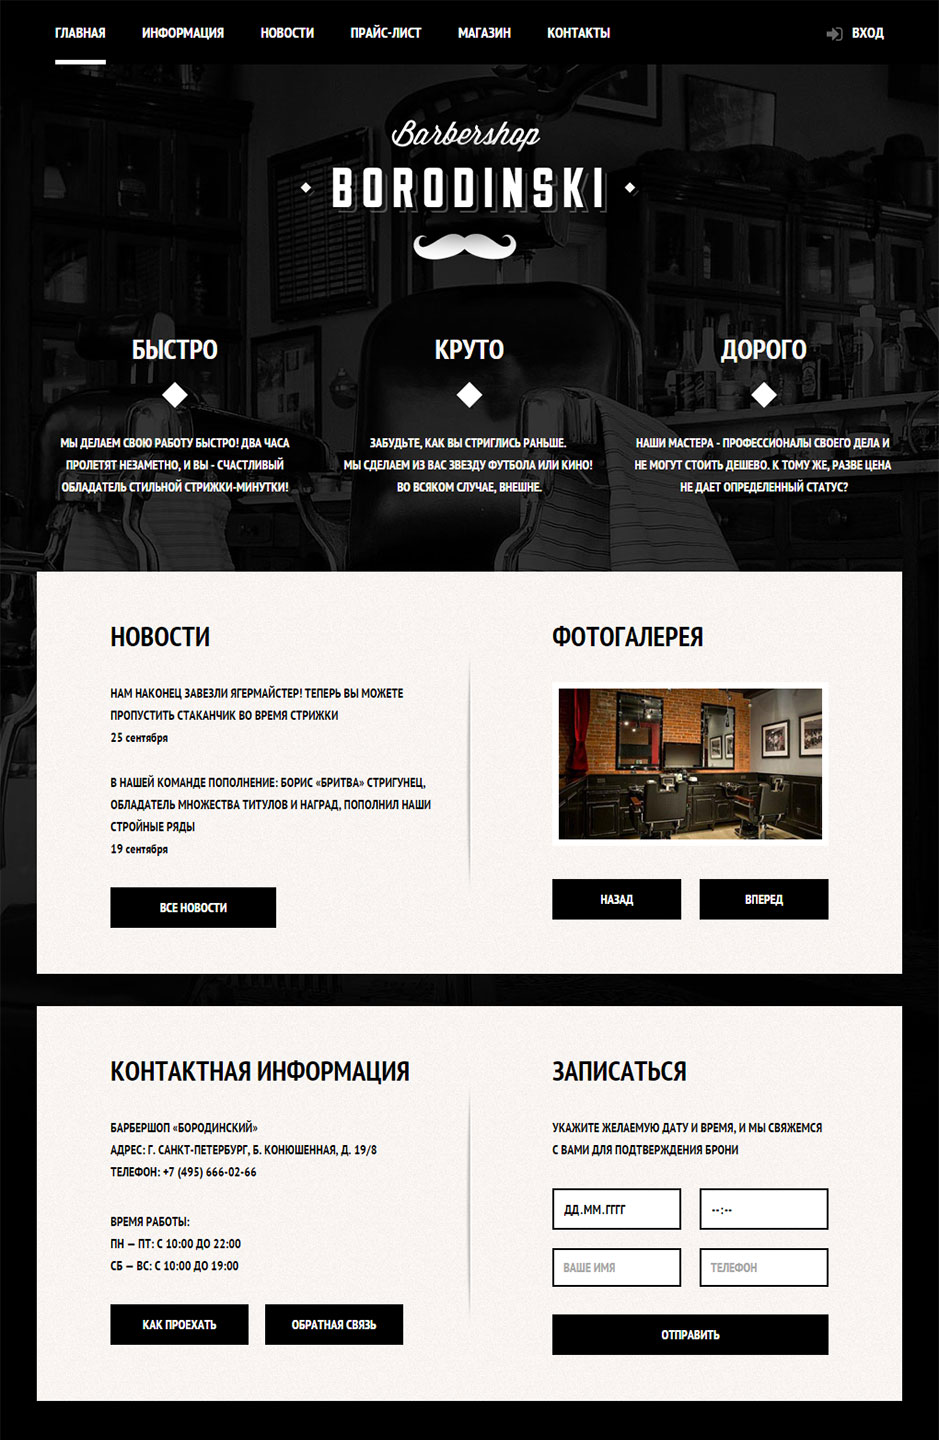 ГЛАВНАЯ ИНФОРМАЦИЯ НОВОСТИ ПРАЙС-ЛИСТ МАГАЗИН КОНТАКТЫ ВХОД
Barbershop
BORODINSKI
БЫСТРО
МЫ ДЕЛАЕМ СВОЮ РАБОТУ БЫСТРО! ДВА ЧАСА
ПРОЛЕТЯТ НЕЗАМЕТНО, И ВЫ - СЧАСТЛИВЫЙ
ОБЛАДАТЕЛЬ СТИЛЬНОЙ СТРИЖКИ-МИНУТКИ!
КРУТО
ЗАБУДЬТЕ, КАК ВЫ СТРИГЛИСЬ РАНЬШЕ.
МЫ СДЕЛАЕМ ИЗ ВАС ЗВЕЗДУ ФУТБОЛА ИЛИ КИНО!
ВО ВСЯКОМ СЛУЧАЕ, ВНЕШНЕ.
ДОРОГО
НАШИ МАСТЕРА - ПРОФЕССИОНАЛЫ СВОЕГО ДЕЛА И
НЕ МОГУТ СТОИТЬ ДЕШЕВО. К ТОМУ ЖЕ, РАЗВЕ ЦЕНА
НЕ ДАЕТ ОПРЕДЕЛЕННЫЙ СТАТУС?
НОВОСТИ
НАМ НАКОНЕЦ ЗАВЕЗЛИ ЯГЕРМАЙСТЕР! ТЕПЕРЬ ВЫ МОЖЕТЕ
ПРОПУСТИТЬ СТАКАНЧИК ВО ВРЕМЯ СТРИЖКИ
25 сентября
В НАШЕЙ КОМАНДЕ ПОПОЛНЕНИЕ: БОРИС «БРИТВА» СТРИГУНЕЦ,
ОБЛАДАТЕЛЬ МНОЖЕСТВА ТИТУЛОВ И НАГРАД, ПОПОЛНИЛ НАШИ
СТРОЙНЫЕ РЯДЫ
19 сентября
ВСЕ НОВОСТИ
ФОТОГАЛЕРЕЯ
НАЗАД ВПЕРЕД
КОНТАКТНАЯ ИНФОРМАЦИЯ
БАРБЕРШОП «БОРОДИНСКИЙ»
АДРЕС: Г. САНКТ-ПЕТЕРБУРГ, Б. КОНЮШЕННАЯ, Д. 19/8
ТЕЛЕФОН: +7 (495) 666-02-66
ВРЕМЯ РАБОТЫ:
ПН — ПТ: С 10:00 ДО 22:00
СБ — ВС: С 10:00 ДО 19:00
КАК ПРОЕХАТЬ ОБРАТНАЯ СВЯЗЬ
ЗАПИСАТЬСЯ
УКАЖИТЕ ЖЕЛАЕМУЮ ДАТУ И ВРЕМЯ, И МЫ СВЯЖЕМСЯ
С ВАМИ ДЛЯ ПОДТВЕРЖДЕНИЯ БРОНИ
ДД.ММ.ГГГГ --:--
ВАШЕ ИМЯ ТЕЛЕФОН
ОТПРАВИТЬ